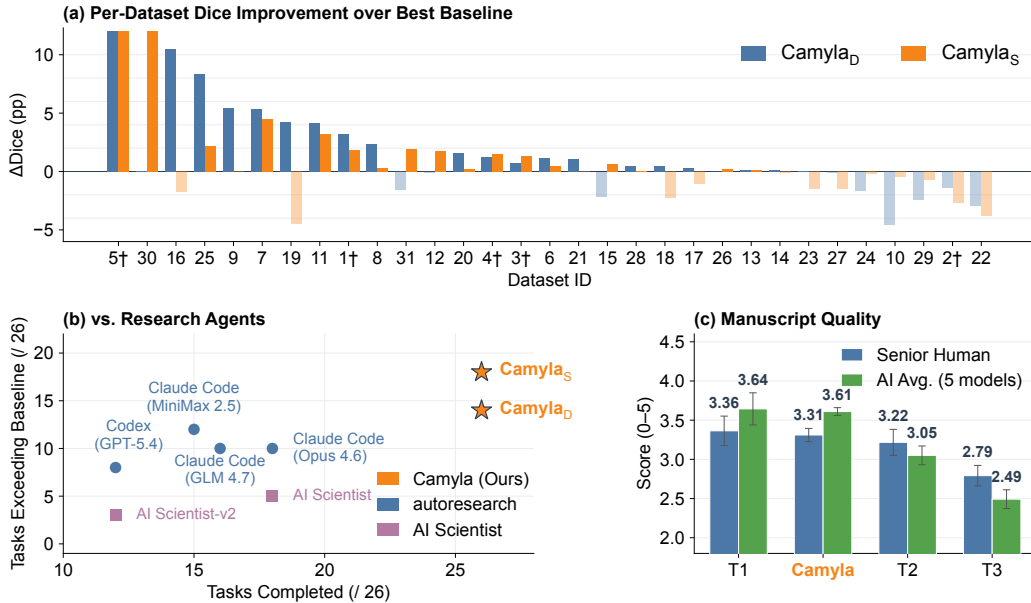 (a) Per-Dataset Dice Improvement over Best Baseline
ΔDice (pp)
10
5
0
−5
Camyla_D
Camyla_S
5† 30 16 25 9 7 19 11 1† 8 31 12 20 4† 3† 6 21 15 28 18 17 26 13 14 23 27 24 10 29 2† 22
Dataset ID
(b) vs. Research Agents
Tasks Exceeding Baseline (/ 26)
20
15
10
5
0
Camyla_S
Camyla_D
Claude Code
(MiniMax 2.5)
Codex
(GPT-5.4)
Claude Code
(GLM 4.7)
Claude Code
(Opus 4.6)
AI Scientist
AI Scientist-v2
Camyla (Ours)
autoresearch
AI Scientist
10 15 20 25
Tasks Completed (/ 26)
(c) Manuscript Quality
Score (0–5)
4.5
4.0
3.5
3.0
2.5
2.0
Senior Human
AI Avg. (5 models)
3.36 3.64
3.31 3.61
3.22 3.05
2.79 2.49
T1 Camyla T2 T3